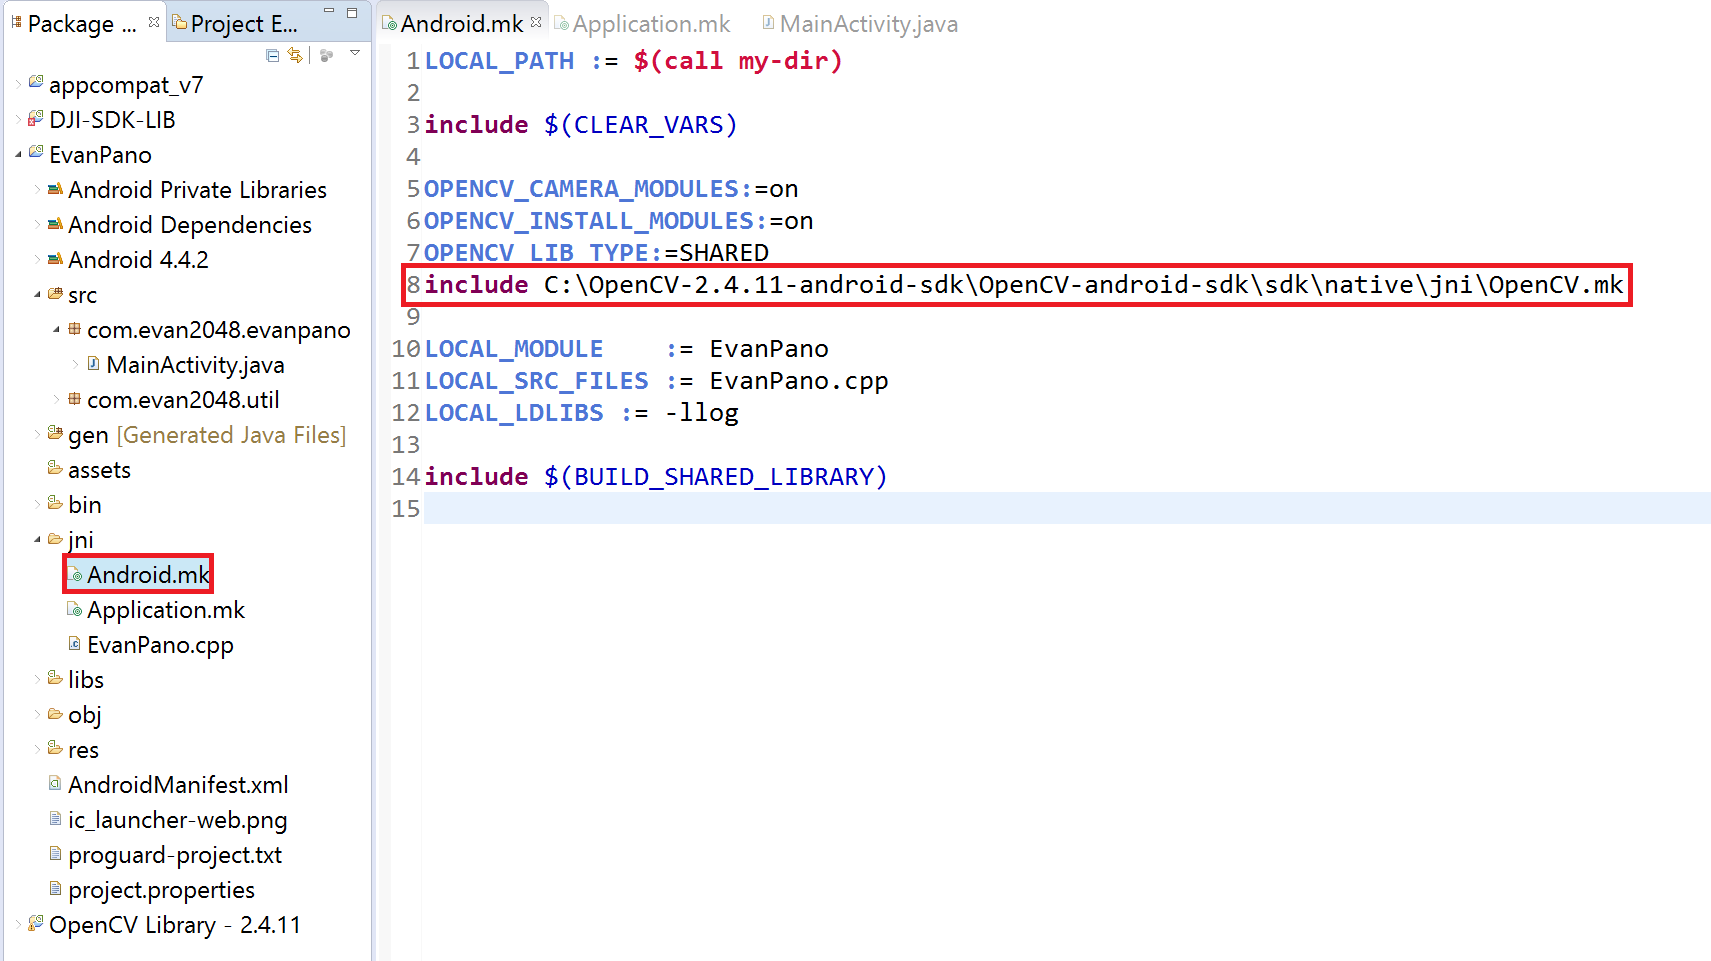 Package ...
Project E...
appcompat_v7
DJI-SDK-LIB
EvanPano
Android Private Libraries
Android Dependencies
Android 4.4.2
src
com.evan2048.evanpano
MainActivity.java
com.evan2048.util
gen [Generated Java Files]
assets
bin
jni
Android.mk
Application.mk
EvanPano.cpp
libs
obj
res
AndroidManifest.xml
ic_launcher-web.png
proguard-project.txt
project.properties
OpenCV Library - 2.4.11
Android.mk
Application.mk
MainActivity.java
1 LOCAL_PATH := $(call my-dir)
2
3 include $(CLEAR_VARS)
4
5 OPENCV_CAMERA_MODULES:=on
6 OPENCV_INSTALL_MODULES:=on
7 OPENCV_LIB_TYPE:=SHARED
8 include C:\OpenCV-2.4.11-android-sdk\OpenCV-android-sdk\sdk\native\jni\OpenCV.mk
9
10 LOCAL_MODULE    := EvanPano
11 LOCAL_SRC_FILES := EvanPano.cpp
12 LOCAL_LDLIBS := -llog
13
14 include $(BUILD_SHARED_LIBRARY)
15